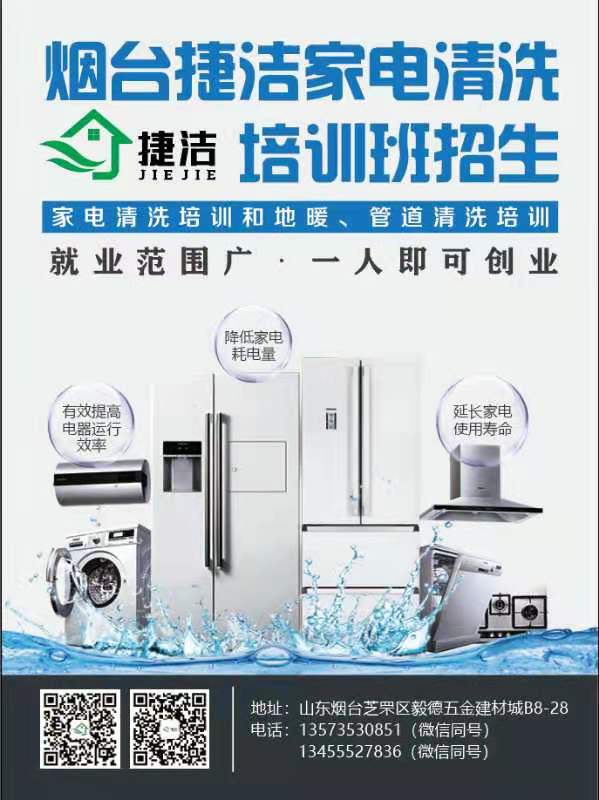 烟台捷洁家电清洗
捷洁
JIE JIE
培训班招生
家电清洗培训和地暖、管道清洗培训
就业范围广·一人即可创业
降低家电
耗电量
有效提高
电器运行
效率
延长家电
使用寿命
地址：山东烟台芝罘区毅德五金建材城B8-28
电话：13573530851（微信同号）
13455527836（微信同号）